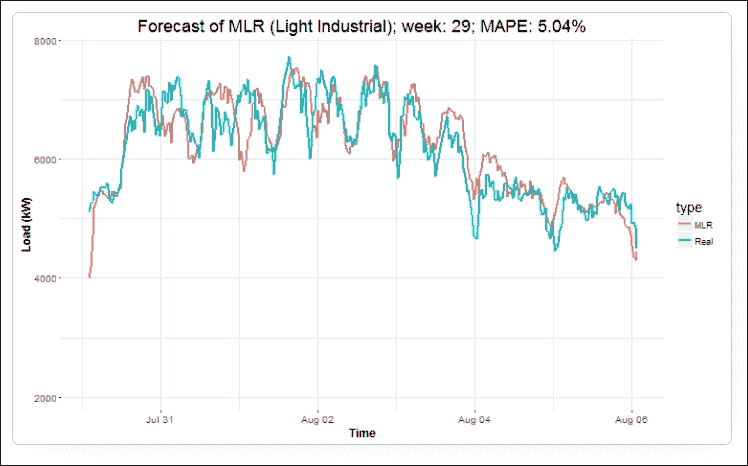 Forecast of MLR (Light Industrial); week: 29; MAPE: 5.04%
8000
6000
4000
2000
Load (kW)
Jul 31
Aug 02
Aug 04
Aug 06
Time
type
MLR
Real